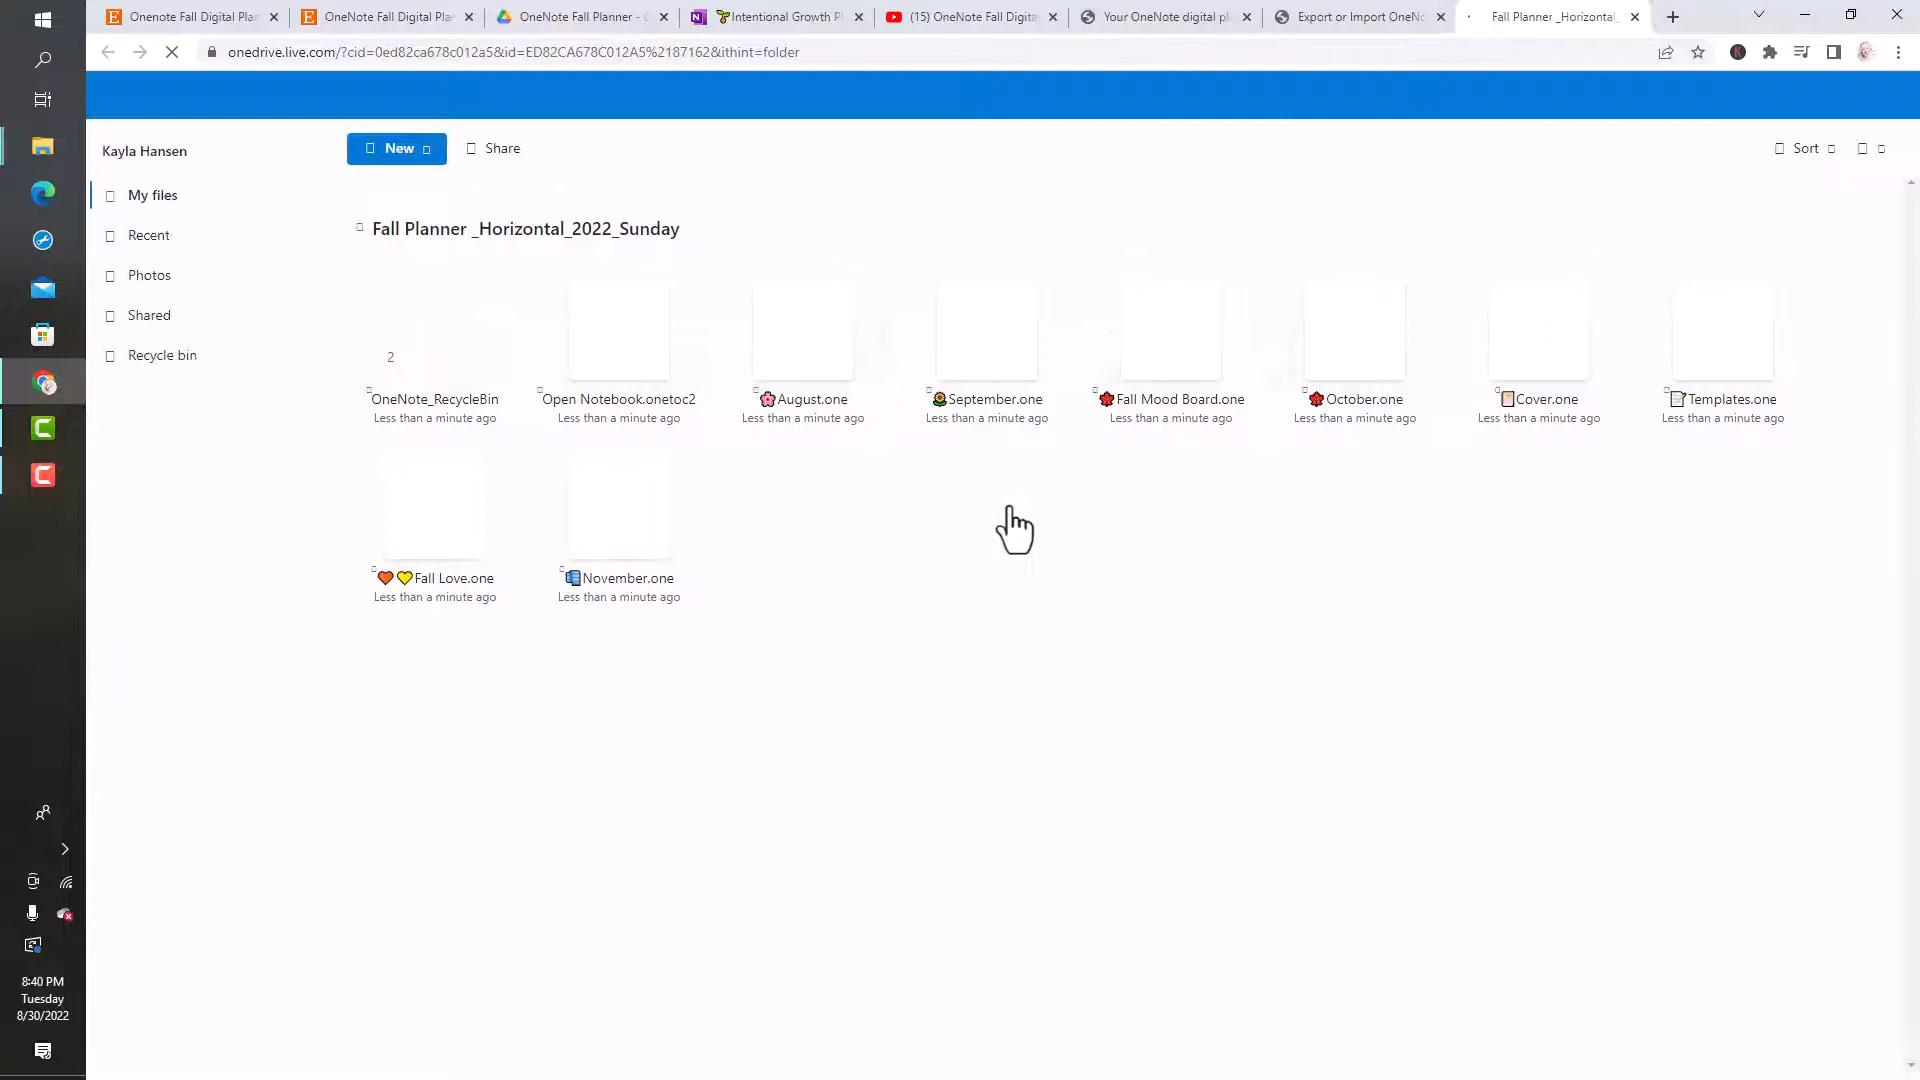 Onenote Fall Digital Plan
OneNote Fall Digital Plan
OneNote Fall Planner - G
Intentional Growth Pl
(15) OneNote Fall Digita
Your OneNote digital pl
Export or Import OneNo
Fall Planner _Horizontal_
onedrive.live.com/?cid=0ed82ca678c012a5&id=ED82CA678C012A5%2187162&ithint=folder
Kayla Hansen
New
Share
Sort
My files
Recent
Photos
Shared
Recycle bin
Fall Planner _Horizontal_2022_Sunday
2
OneNote_RecycleBin
Less than a minute ago
Open Notebook.onetoc2
Less than a minute ago
🌸August.one
Less than a minute ago
🌻September.one
Less than a minute ago
🍁Fall Mood Board.one
Less than a minute ago
🍁October.one
Less than a minute ago
📔Cover.one
Less than a minute ago
📝Templates.one
Less than a minute ago
🧡💛Fall Love.one
Less than a minute ago
November.one
Less than a minute ago
8:40 PM
Tuesday
8/30/2022